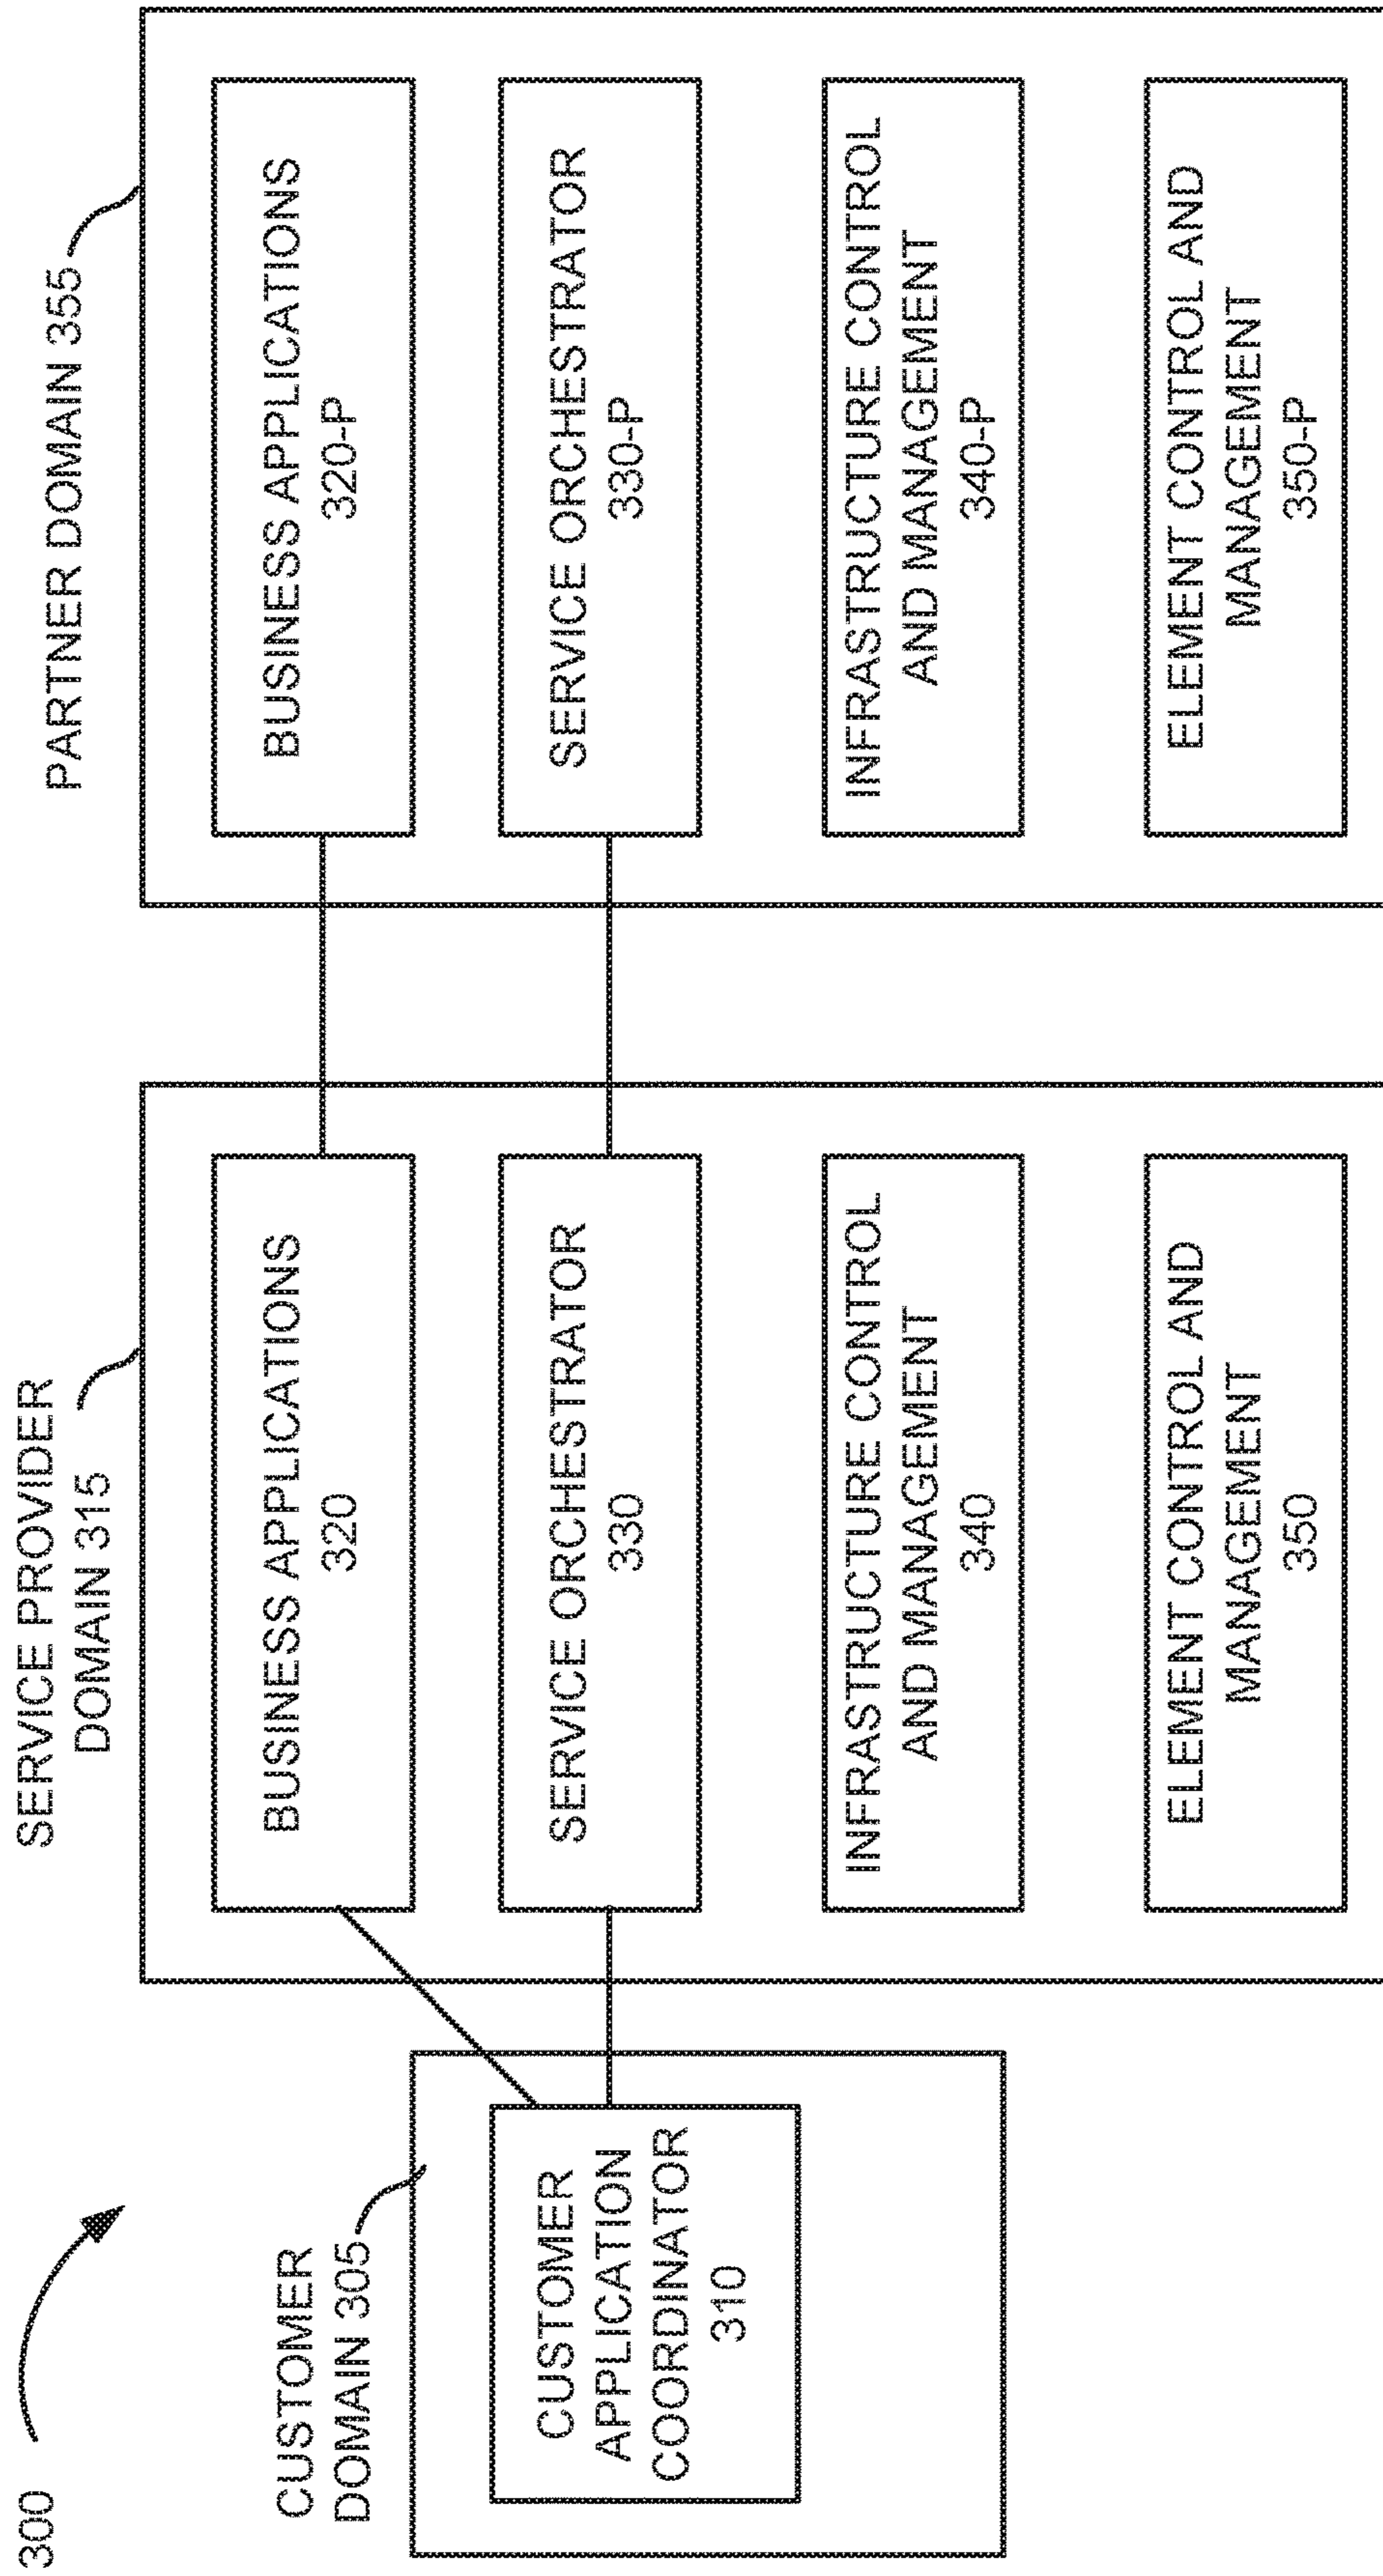 300
CUSTOMER
DOMAIN 305
CUSTOMER
APPLICATION
COORDINATOR
310
SERVICE PROVIDER
DOMAIN 315
BUSINESS APPLICATIONS
320
SERVICE ORCHESTRATOR
330
INFRASTRUCTURE CONTROL
AND MANAGEMENT
340
ELEMENT CONTROL AND
MANAGEMENT
350
PARTNER DOMAIN 355
BUSINESS APPLICATIONS
320-P
SERVICE ORCHESTRATOR
330-P
INFRASTRUCTURE CONTROL
AND MANAGEMENT
340-P
ELEMENT CONTROL AND
MANAGEMENT
350-P